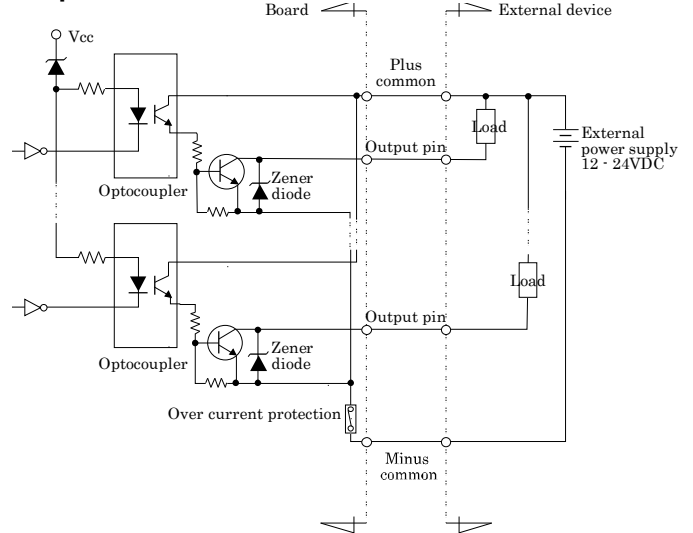 Board
External device
Vcc
Plus
common
Load
External
power supply
12 - 24VDC
Output pin
Optocoupler
Zener
diode
Load
Output pin
Optocoupler
Zener
diode
Over current protection
Minus
common